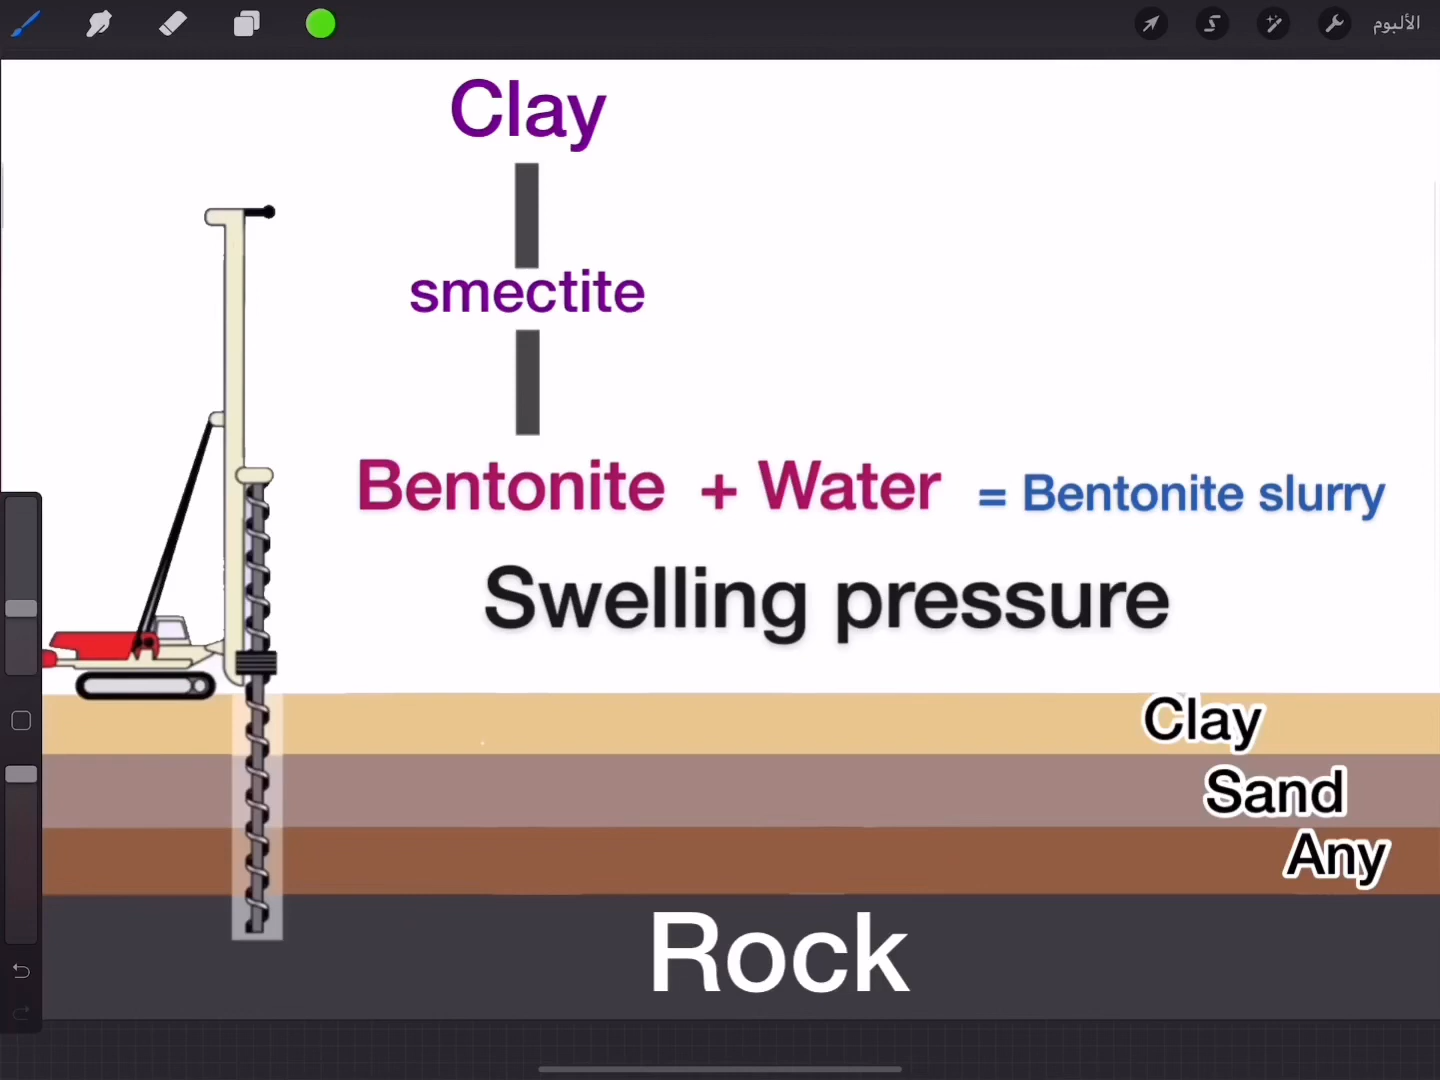 الألبوم
Clay
smectite
Bentonite + Water = Bentonite slurry
Swelling pressure
Clay
Sand
Any
Rock